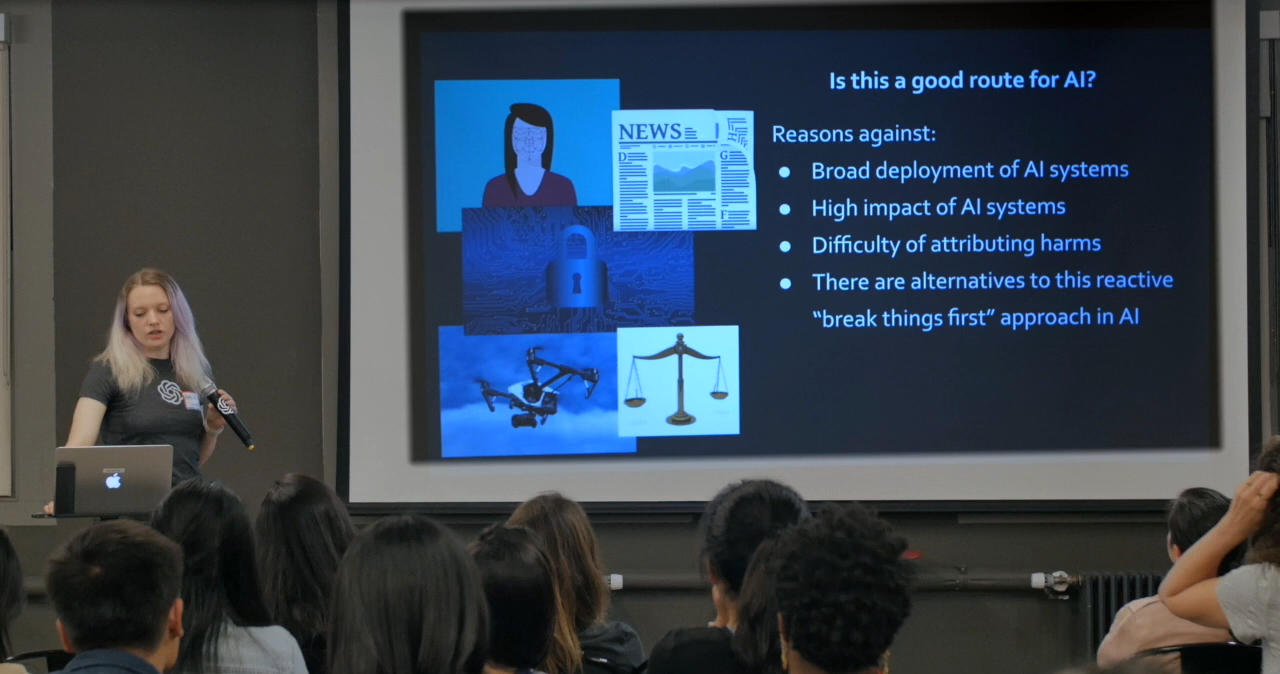 Is this a good route for AI?
NEWS
D
G
F
Reasons against:
● Broad deployment of AI systems
● High impact of AI systems
● Difficulty of attributing harms
● There are alternatives to this reactive
“break things first” approach in AI